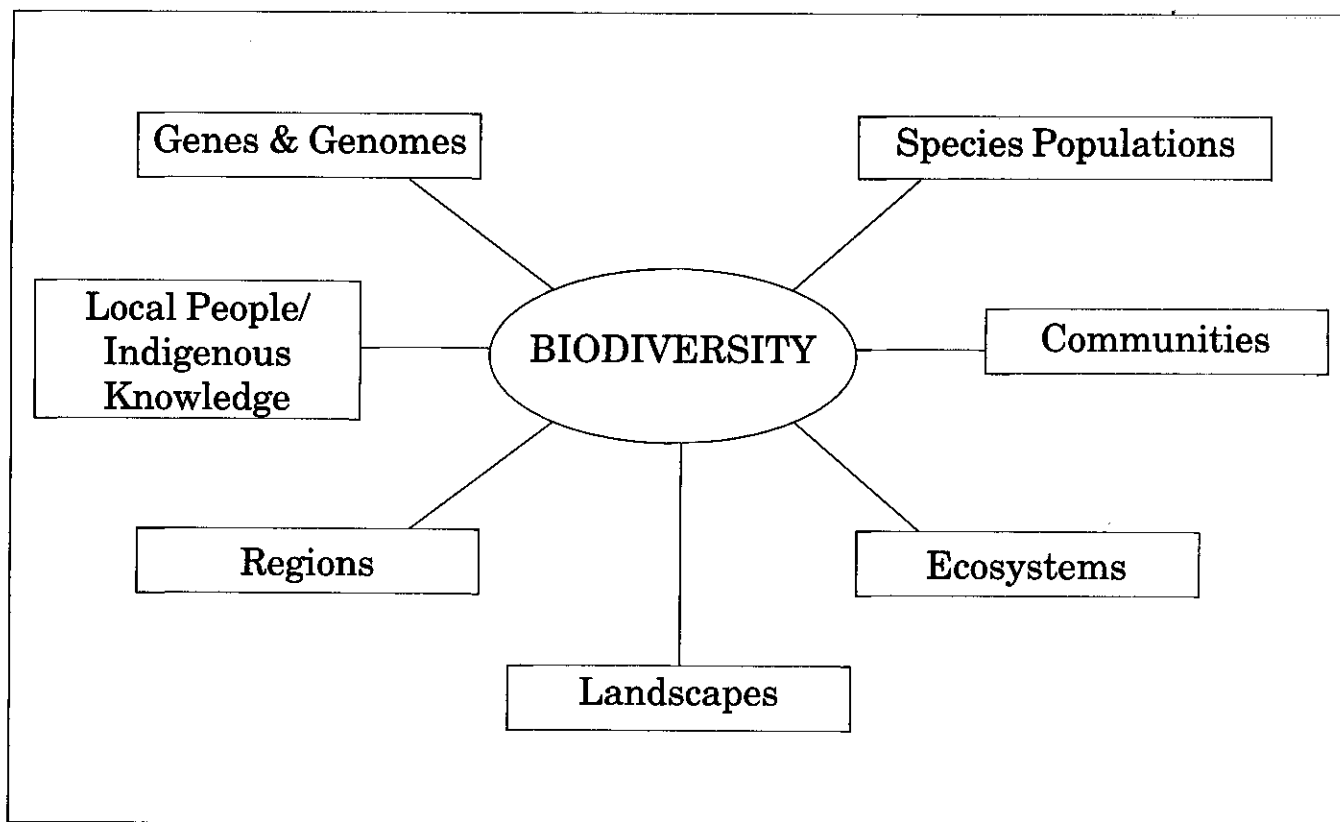 Genes & Genomes
Species Populations
Local People/
Indigenous
Knowledge
BIODIVERSITY
Communities
Regions
Ecosystems
Landscapes